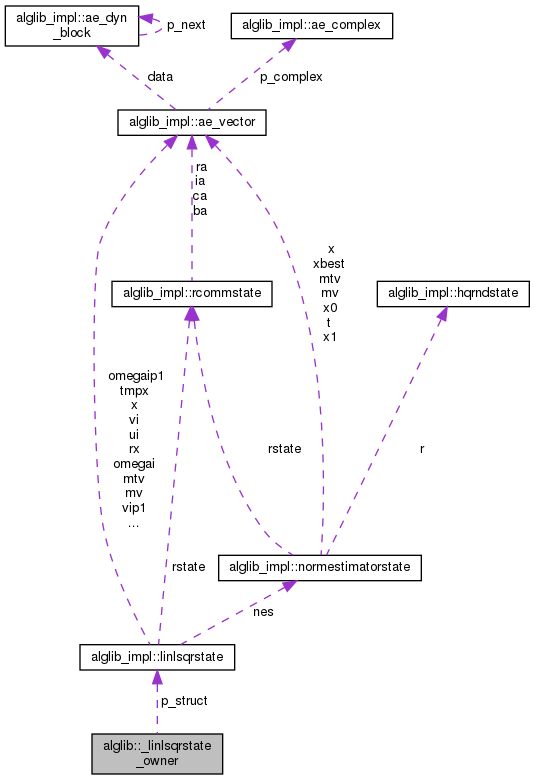 alglib_impl::ae_dyn
_block
p_next
alglib_impl::ae_complex
data
p_complex
alglib_impl::ae_vector
ra
ia
ca
ba
x
xbest
mtv
mv
x0
t
x1
alglib_impl::rcommstate
alglib_impl::hqrndstate
omegaip1
tmpx
x
vi
ui
rx
omegai
mtv
mv
vip1
...
rstate
r
rstate
alglib_impl::normestimatorstate
nes
alglib_impl::linlsqrstate
p_struct
alglib::_linlsqrstate
_owner